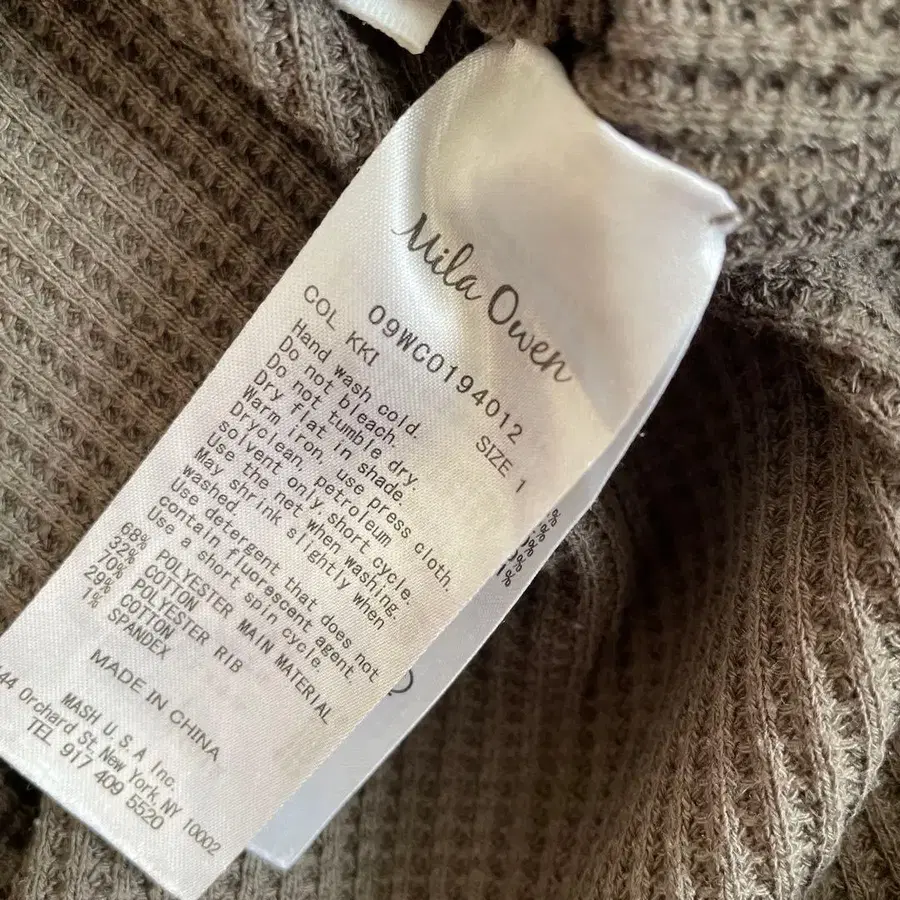 Mila Owen
09WCO194012
COL KKI SIZE 1
Hand wash cold.
Do not bleach.
Do not tumble dry.
Dry flat in shade.
Warm iron, use press cloth.
Dryclean, petroleum
solvent only,short cycle.
Use the net when washing.
May shrink slightly when
washed.
Use detergent that does not
contain fluorescent agent
Use a short spin cycle.
68% POLYESTER MAIN MATERIAL
32% COTTON
70% POLYESTER RIB
29% COTTON
1% SPANDEX
MADE IN CHINA
MASH U.S.A Inc.
44 Orchard St. New York, NY 10002
TEL 917 409 5520
%
%
%
%
1%